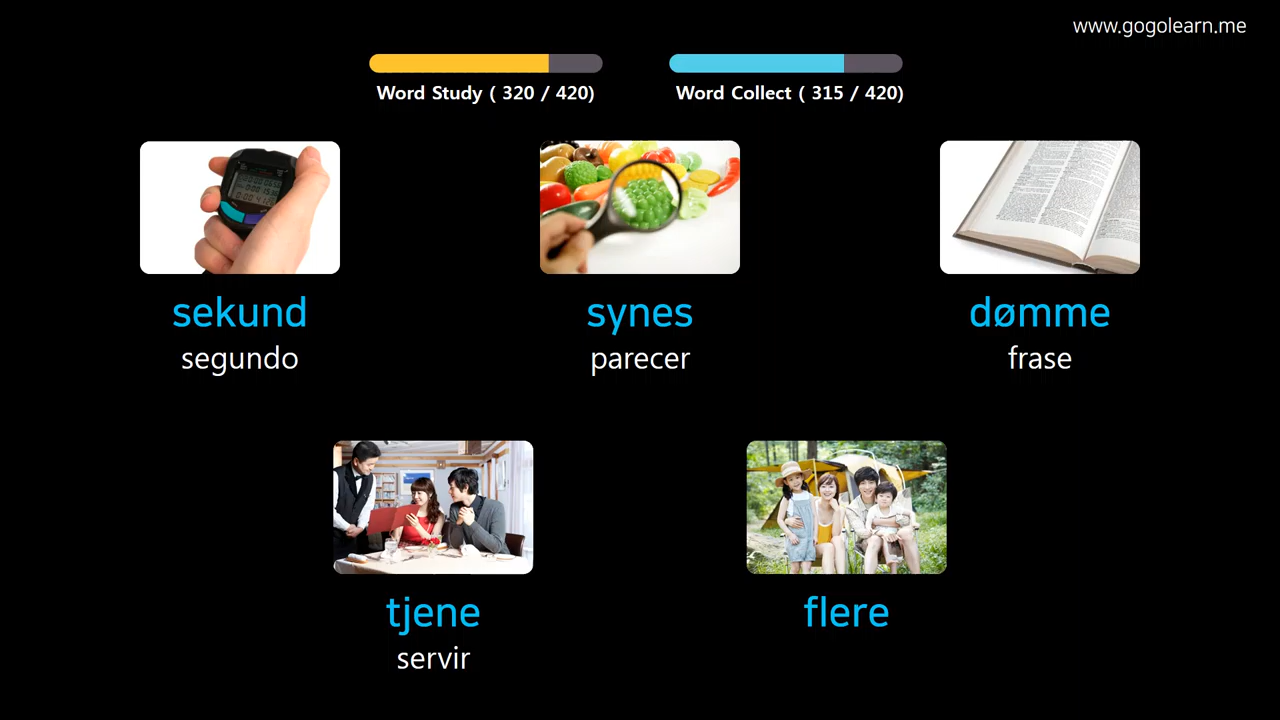 www.gogolearn.me
Word Study ( 320 / 420)
Word Collect ( 315 / 420)
sekund
segundo
synes
parecer
dømme
frase
tjene
servir
flere